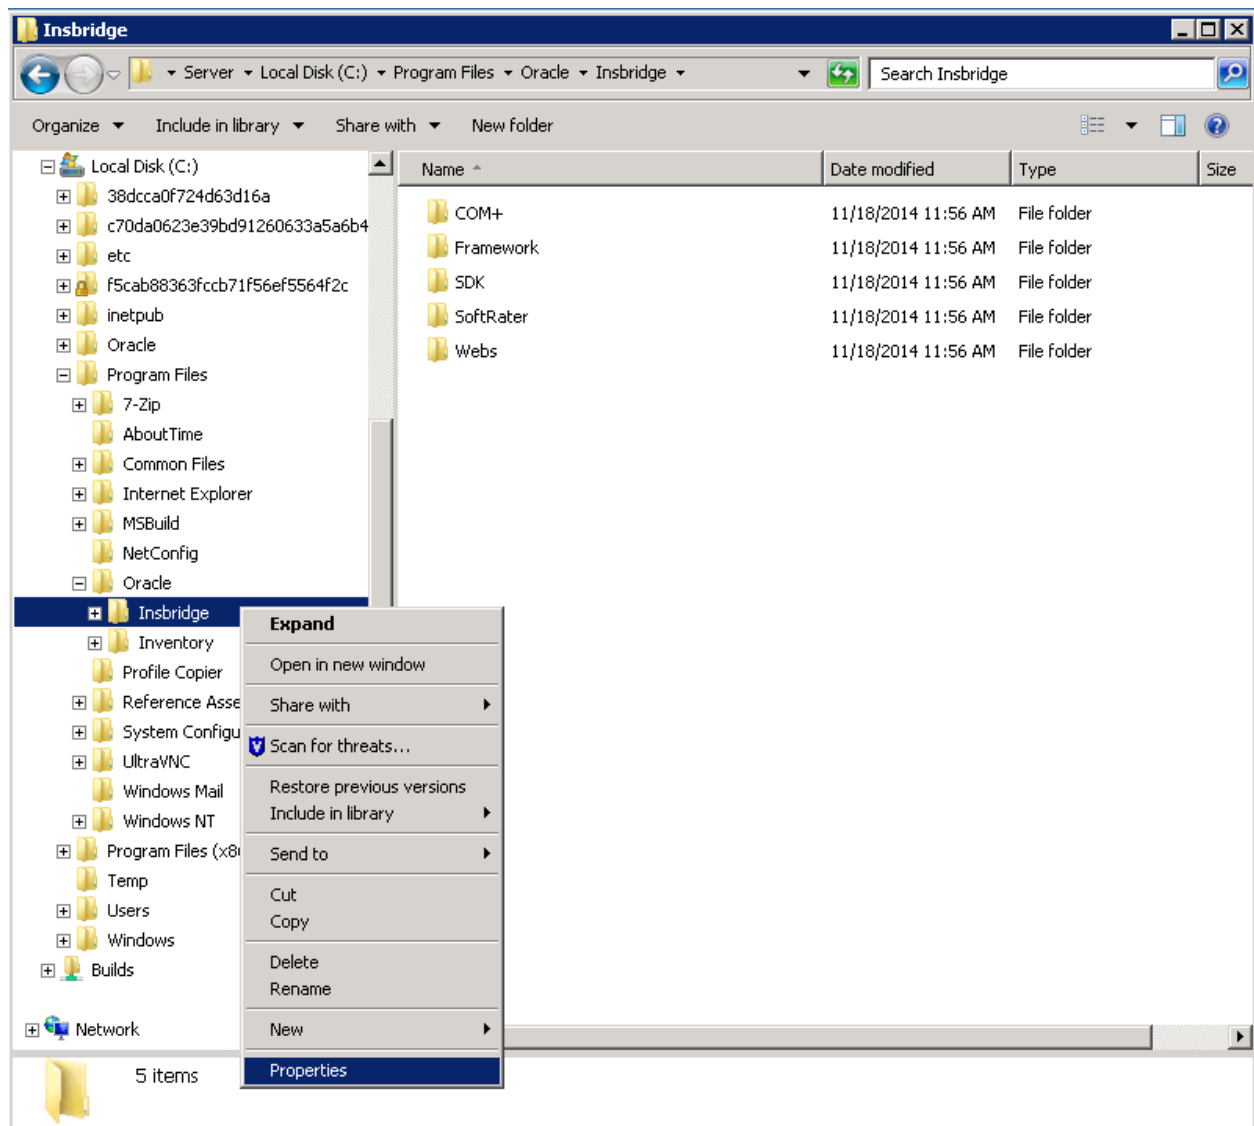 Insbridge
Server Local Disk (C:) Program Files Oracle Insbridge Search Insbridge
Organize Include in library Share with New folder
Local Disk (C:)
38dcca0f724d63d16a
c70da0623e39bd91260633a5a6b4
etc
f5cab88363fccb71f56ef5564f2c
inetpub
Oracle
Program Files
7-Zip
AboutTime
Common Files
Internet Explorer
MSBuild
NetConfig
Oracle
Insbridge
Inventory
Profile Copier
Reference Asse
System Configu
UltraVNC
Windows Mail
Windows NT
Program Files (x8
Temp
Users
Windows
Builds
Network
Name Date modified Type Size
COM+ 11/18/2014 11:56 AM File folder
Framework 11/18/2014 11:56 AM File folder
SDK 11/18/2014 11:56 AM File folder
SoftRater 11/18/2014 11:56 AM File folder
Webs 11/18/2014 11:56 AM File folder
Expand
Open in new window
Share with
Scan for threats...
Restore previous versions
Include in library
Send to
Cut
Copy
Delete
Rename
New
Properties
5 items